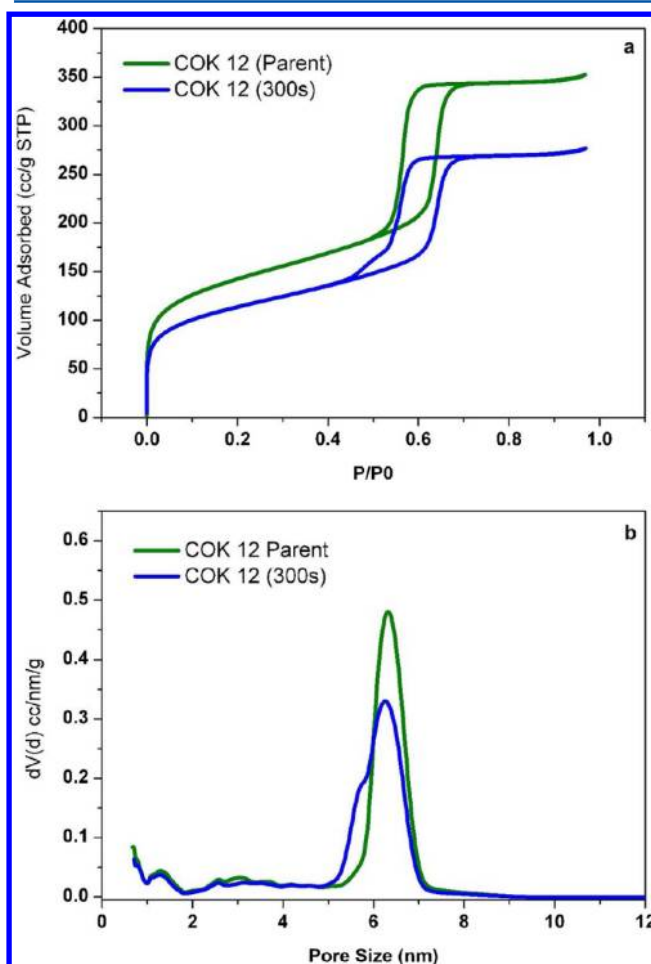 400
350
300
250
200
150
100
50
0
Volume Adsorbed (cc/g STP)
COK 12 (Parent)
COK 12 (300s)
a
0.0 0.2 0.4 0.6 0.8 1.0
P/P0
0.6
0.5
0.4
0.3
0.2
0.1
0.0
dV(d) cc/nm/g
COK 12 Parent
COK 12 (300s)
b
0 2 4 6 8 10 12
Pore Size (nm)